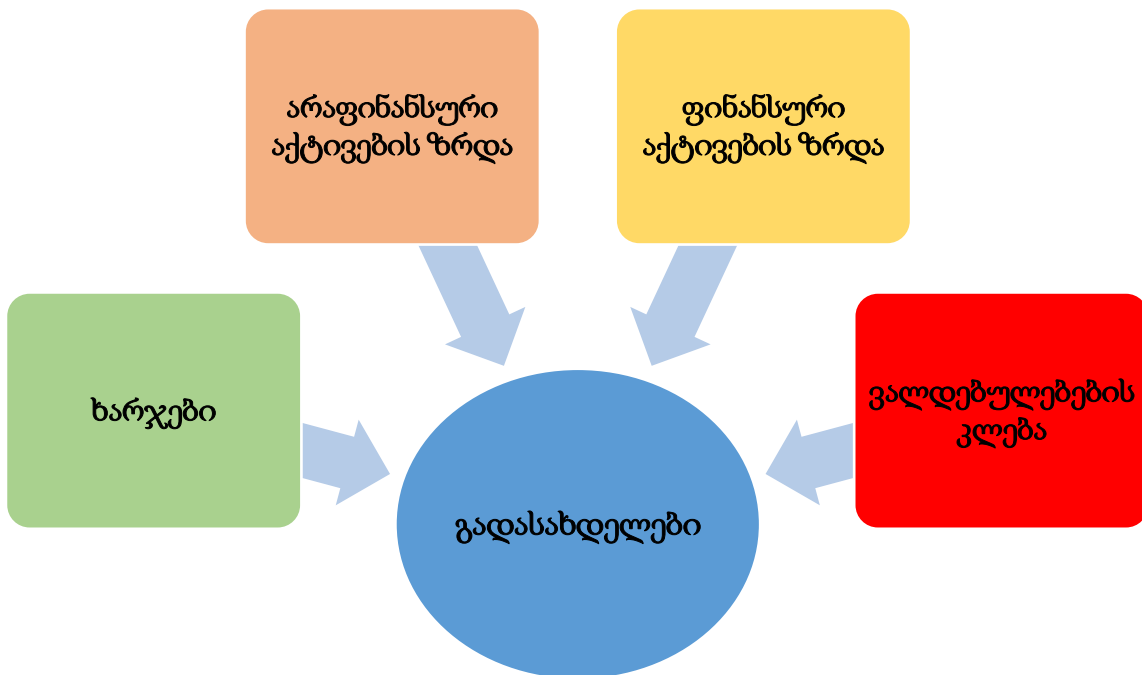 არაფინანსური
აქტივების ზრდა
ფინანსური
აქტივების ზრდა
ხარჯები
ვალდებულებების
კლება
გადასახდელები